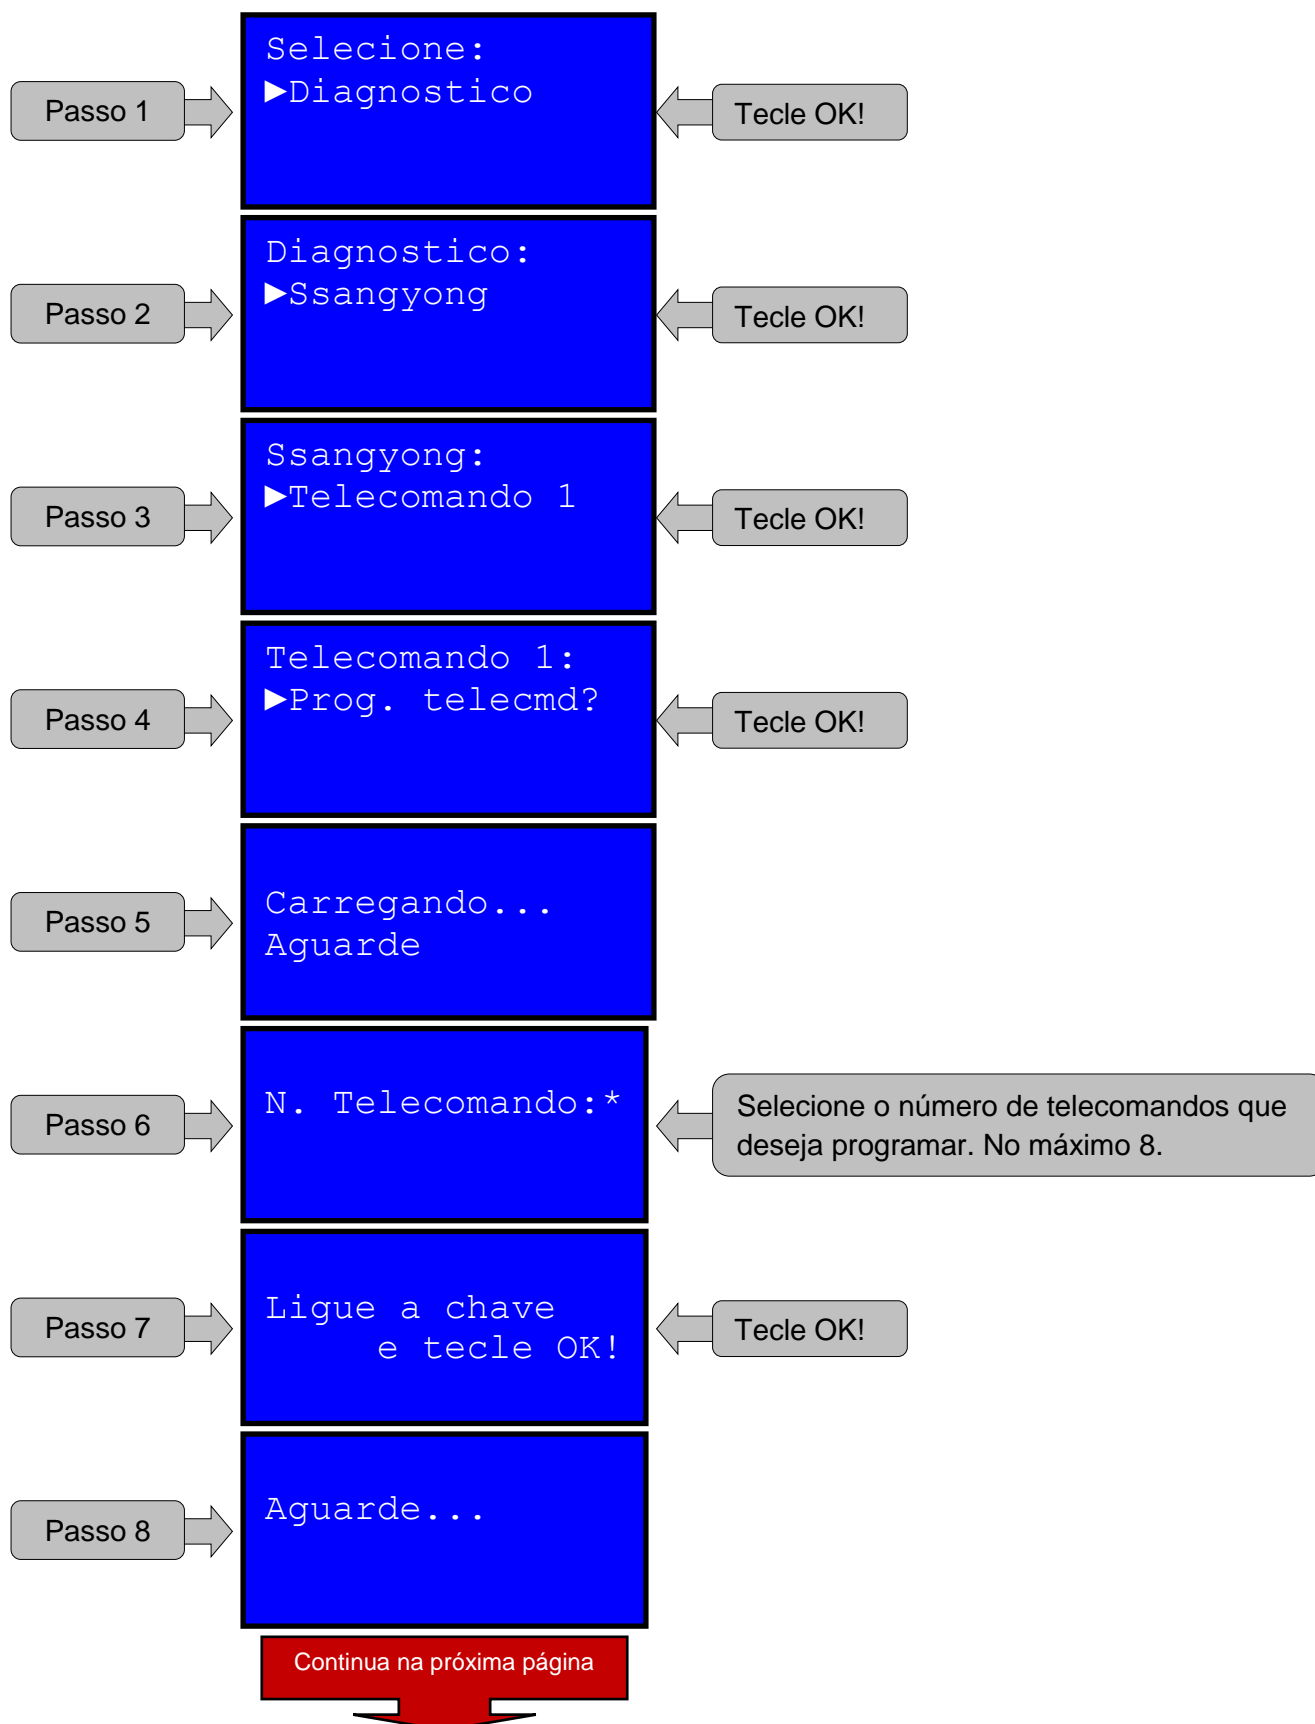 Selecione:
►Diagnostico
Passo 1
Tecle OK!
Diagnostico:
►Ssangyong
Passo 2
Tecle OK!
Ssangyong:
►Telecomando 1
Passo 3
Tecle OK!
Telecomando 1:
►Prog. telecmd?
Passo 4
Tecle OK!
Carregando...
Aguarde
Passo 5
N. Telecomando:*
Passo 6
Selecione o número de telecomandos que
deseja programar. No máximo 8.
Ligue a chave
e tecle OK!
Passo 7
Tecle OK!
Aguarde...
Passo 8
Continua na próxima página